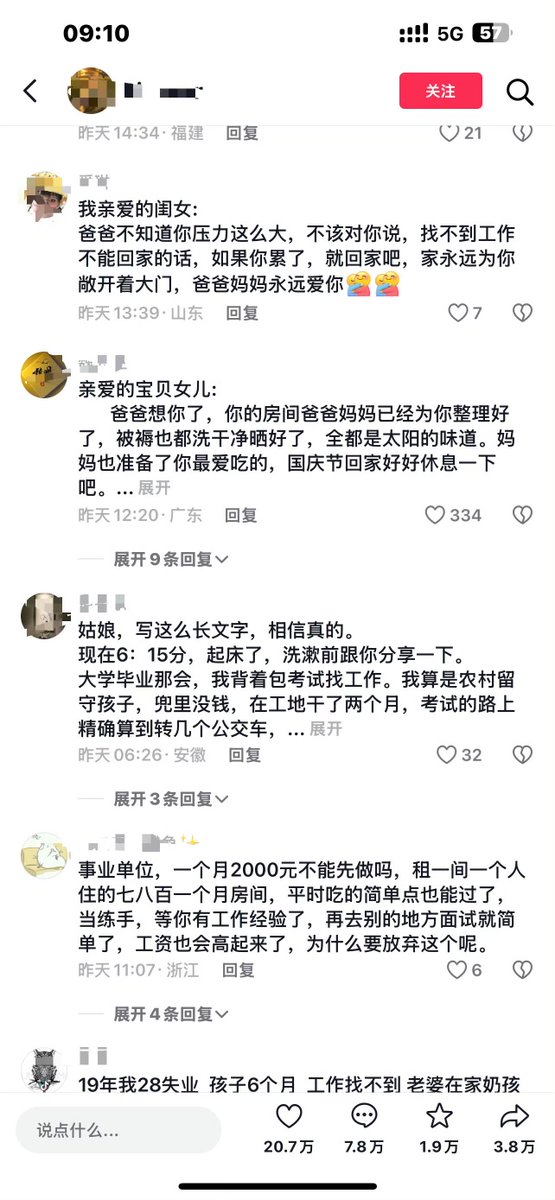 09:10
5G
57
关注
昨天14:34·福建 回复
21
我亲爱的闺女:
爸爸不知道你压力这么大，不该对你说，找不到工作
不能回家的话，如果你累了，就回家吧，家永远为你
敞开着大门，爸爸妈妈永远爱你
昨天13:39·山东 回复
7
亲爱的宝贝女儿:
爸爸想你了，你的房间爸爸妈妈已经为你整理好
了，被褥也都洗干净晒好了，全都是太阳的味道。妈
妈也准备了你最爱吃的，国庆节回家好好休息一下
吧。... 展开
昨天12:20·广东 回复
334
展开9条回复
姑娘，写这么长文字，相信真的。
现在6：15分，起床了，洗漱前跟你分享一下。
大学毕业那会，我背着包考试找工作。我算是农村留
守孩子，兜里没钱，在工地干了两个月，考试的路上
精确算到转几个公交车，... 展开
昨天06:26·安徽 回复
32
展开3条回复
事业单位，一个月2000元不能先做吗，租一间一个人
住的七八百一个月房间，平时吃的简单点也能过了，
当练手，等你有工作经验了，再去别的地方面试就简
单了，工资也会高起来了，为什么要放弃这个呢。
昨天11:07·浙江 回复
6
展开4条回复
19年我28失业 孩子6个月 工作找不到 老婆在家奶孩
说点什么...
20.7万
7.8万
1.9万
3.8万